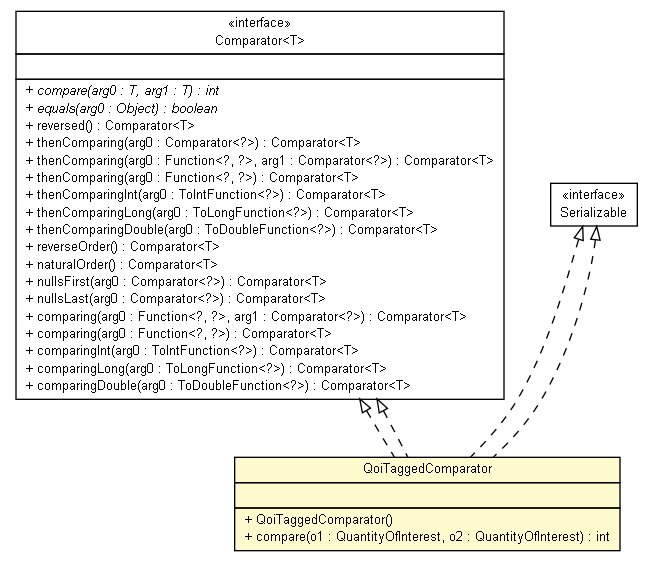 «interface»
Comparator<T>
+ compare(arg0 : T, arg1 : T) : int
+ equals(arg0 : Object) : boolean
+ reversed() : Comparator<T>
+ thenComparing(arg0 : Comparator<?>) : Comparator<T>
+ thenComparing(arg0 : Function<?, ?>, arg1 : Comparator<?>) : Comparator<T>
+ thenComparing(arg0 : Function<?, ?>) : Comparator<T>
+ thenComparingInt(arg0 : ToIntFunction<?>) : Comparator<T>
+ thenComparingLong(arg0 : ToLongFunction<?>) : Comparator<T>
+ thenComparingDouble(arg0 : ToDoubleFunction<?>) : Comparator<T>
+ reverseOrder() : Comparator<T>
+ naturalOrder() : Comparator<T>
+ nullsFirst(arg0 : Comparator<?>) : Comparator<T>
+ nullsLast(arg0 : Comparator<?>) : Comparator<T>
+ comparing(arg0 : Function<?, ?>, arg1 : Comparator<?>) : Comparator<T>
+ comparing(arg0 : Function<?, ?>) : Comparator<T>
+ comparingInt(arg0 : ToIntFunction<?>) : Comparator<T>
+ comparingLong(arg0 : ToLongFunction<?>) : Comparator<T>
+ comparingDouble(arg0 : ToDoubleFunction<?>) : Comparator<T>
«interface»
Serializable
QoiTaggedComparator
+ QoiTaggedComparator()
+ compare(o1 : QuantityOfInterest, o2 : QuantityOfInterest) : int